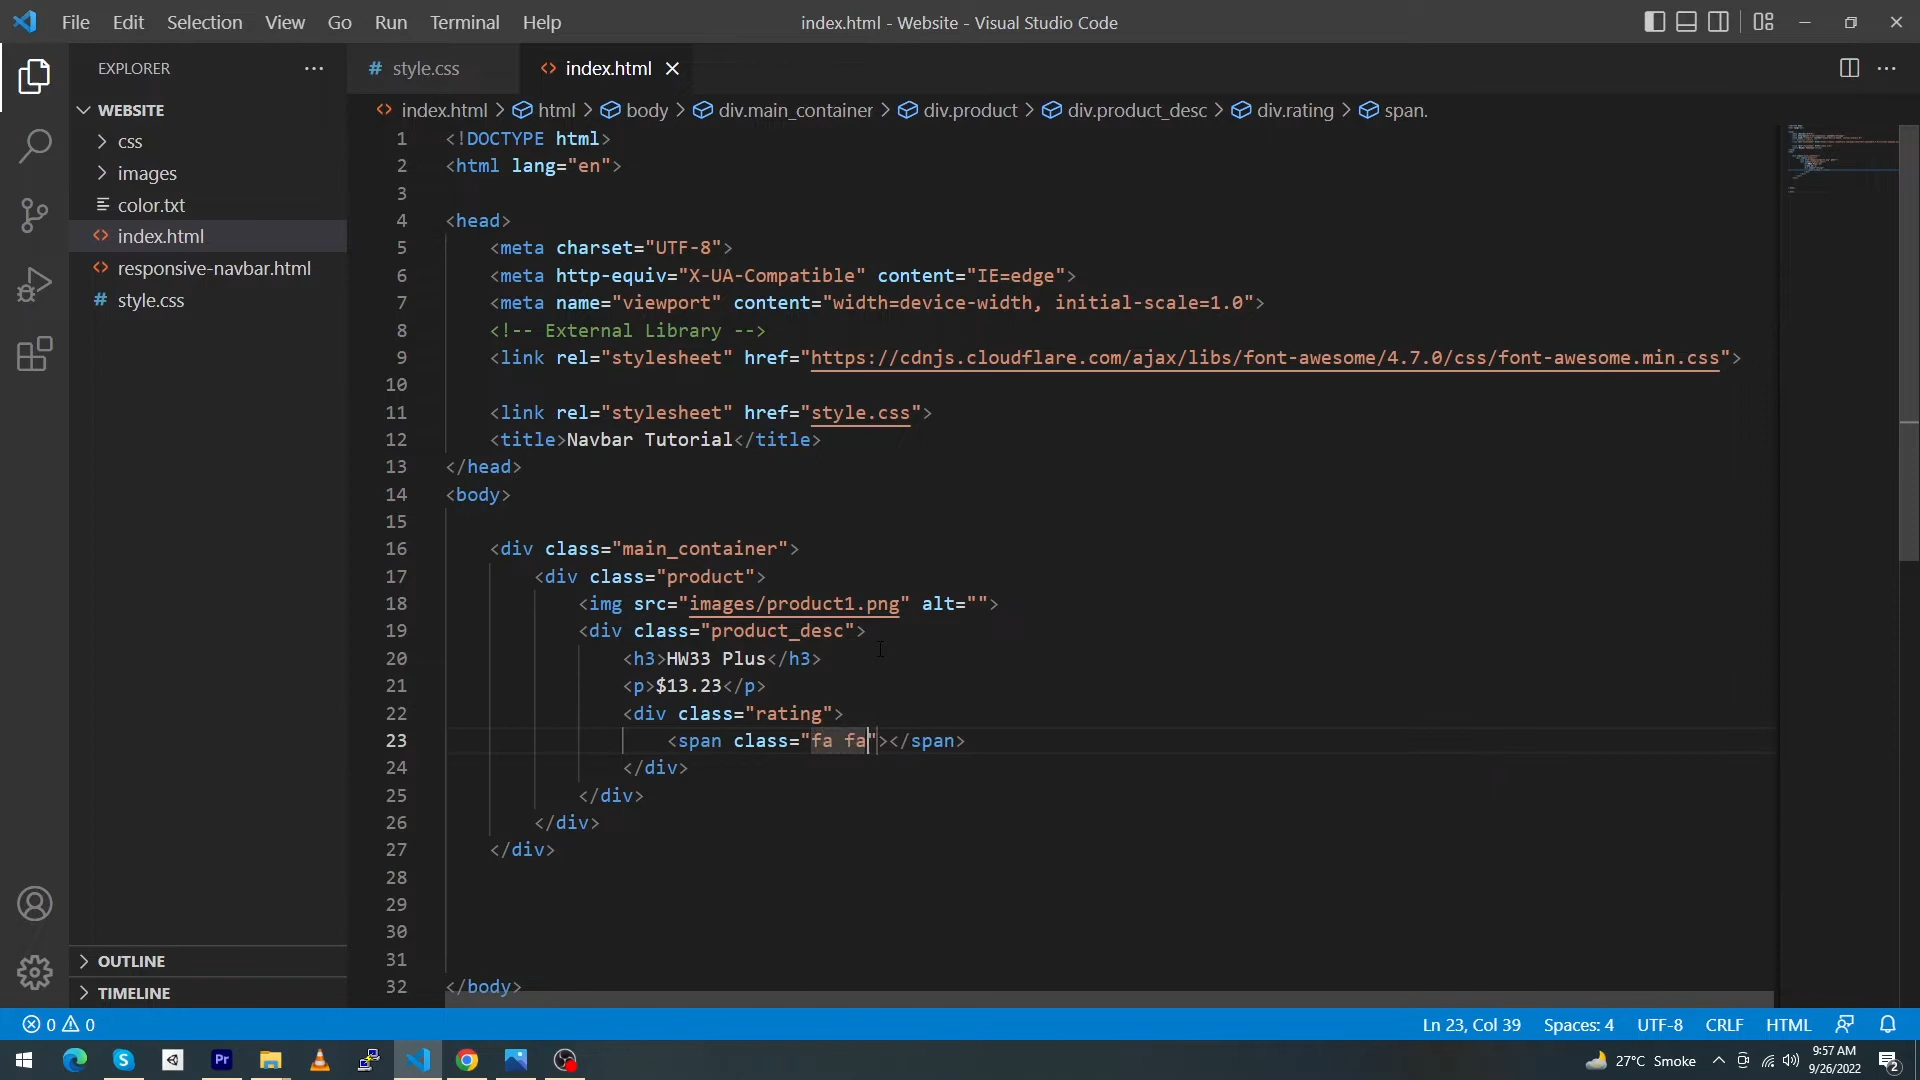 File Edit Selection View Go Run Terminal Help
index.html - Website - Visual Studio Code
EXPLORER
# style.css
<> index.html
index.html > html > body > div.main_container > div.product > div.product_desc > div.rating > span.
WEBSITE
css
images
color.txt
<> index.html
<> responsive-navbar.html
# style.css
OUTLINE
TIMELINE
1 <!DOCTYPE html>
2 <html lang="en">
3
4 <head>
5 <meta charset="UTF-8">
6 <meta http-equiv="X-UA-Compatible" content="IE=edge">
7 <meta name="viewport" content="width=device-width, initial-scale=1.0">
8 <!-- External Library -->
9 <link rel="stylesheet" href="https://cdnjs.cloudflare.com/ajax/libs/font-awesome/4.7.0/css/font-awesome.min.css">
10
11 <link rel="stylesheet" href="style.css">
12 <title>Navbar Tutorial</title>
13 </head>
14 <body>
15
16 <div class="main_container">
17 <div class="product">
18 <img src="images/product1.png" alt="">
19 <div class="product_desc">
20 <h3>HW33 Plus</h3>
21 <p>$13.23</p>
22 <div class="rating">
23 <span class="fa fa"></span>
24 </div>
25 </div>
26 </div>
27 </div>
28
29
30
31
32 </body>
0 0
Ln 23, Col 39 Spaces: 4 UTF-8 CRLF HTML
Pr
27°C Smoke
9:57 AM
9/26/2022
2